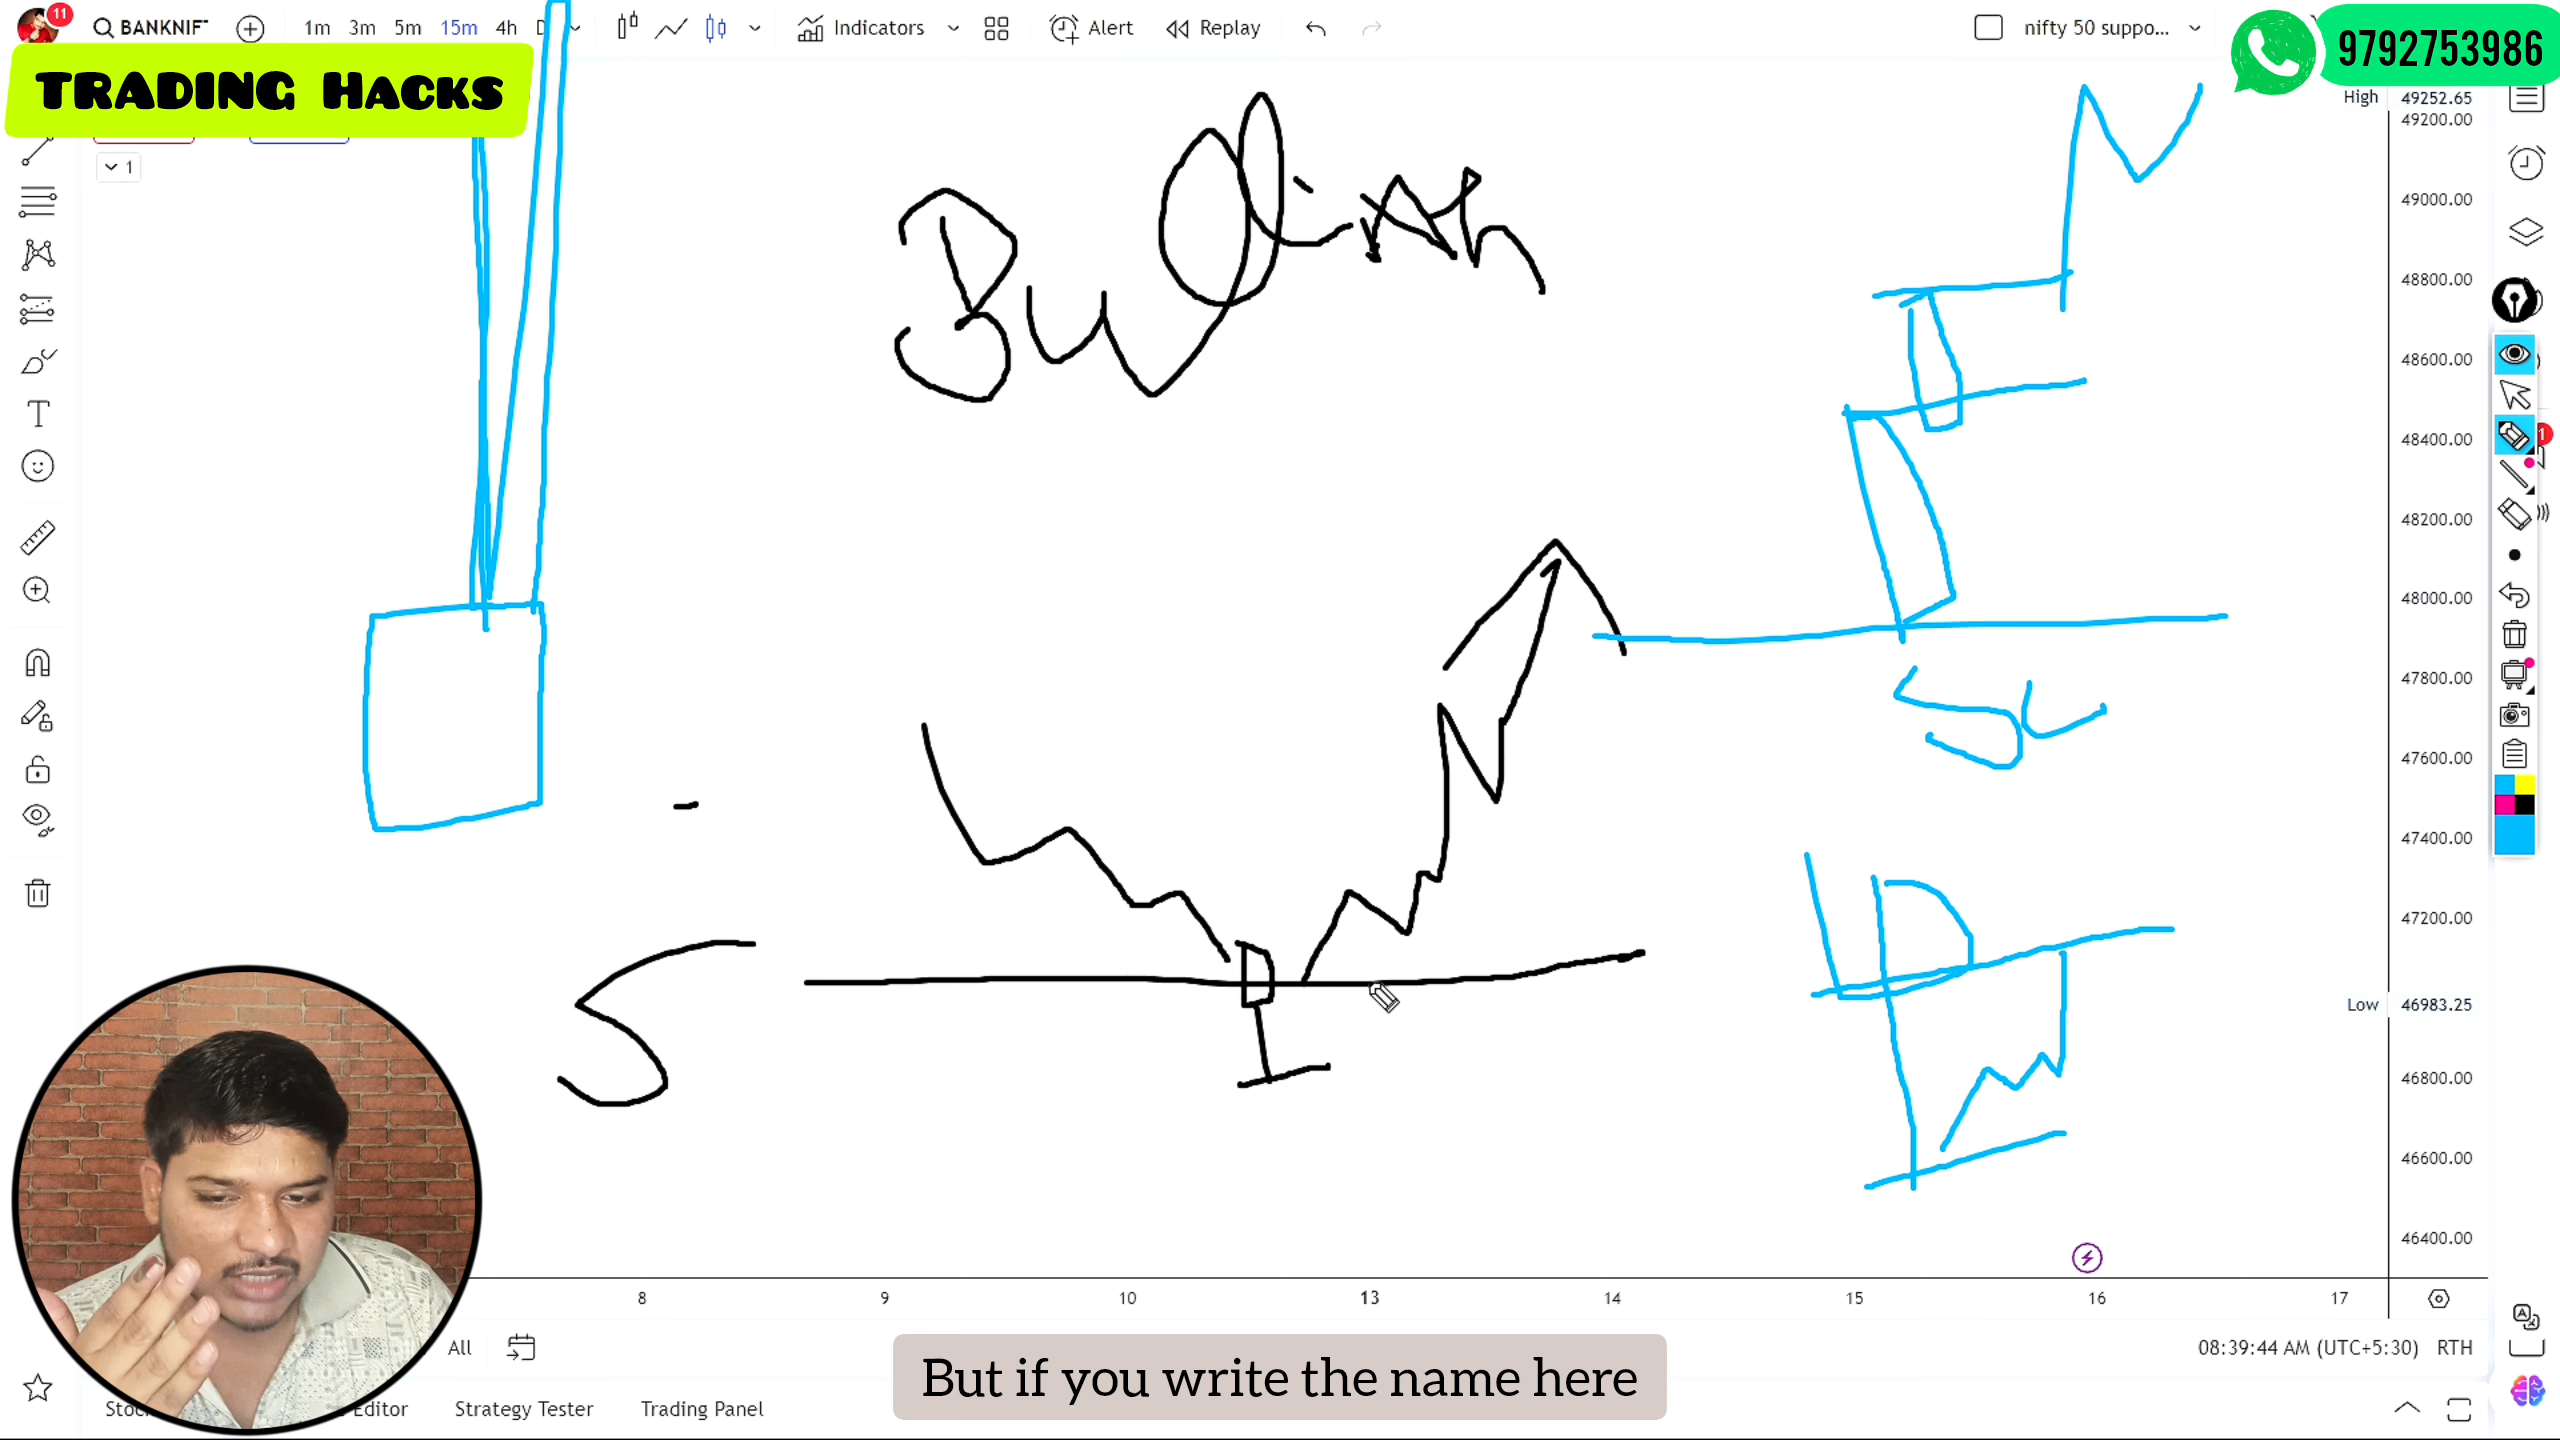 11
BANKNIF
1m 3m 5m 15m 4h D
Indicators
Alert
Replay
nifty 50 suppo...
9792753986
TRADING HACKS
1
Bullish
High 49252.65
49200.00
49000.00
48800.00
48600.00
48400.00
1
48200.00
48000.00
47800.00
47600.00
47400.00
47200.00
Low 46983.25
46800.00
46600.00
46400.00
S
SL
8 9 10 13 14 15 16 17
All
08:39:44 AM (UTC+5:30) RTH
But if you write the name here
Editor Strategy Tester Trading Panel